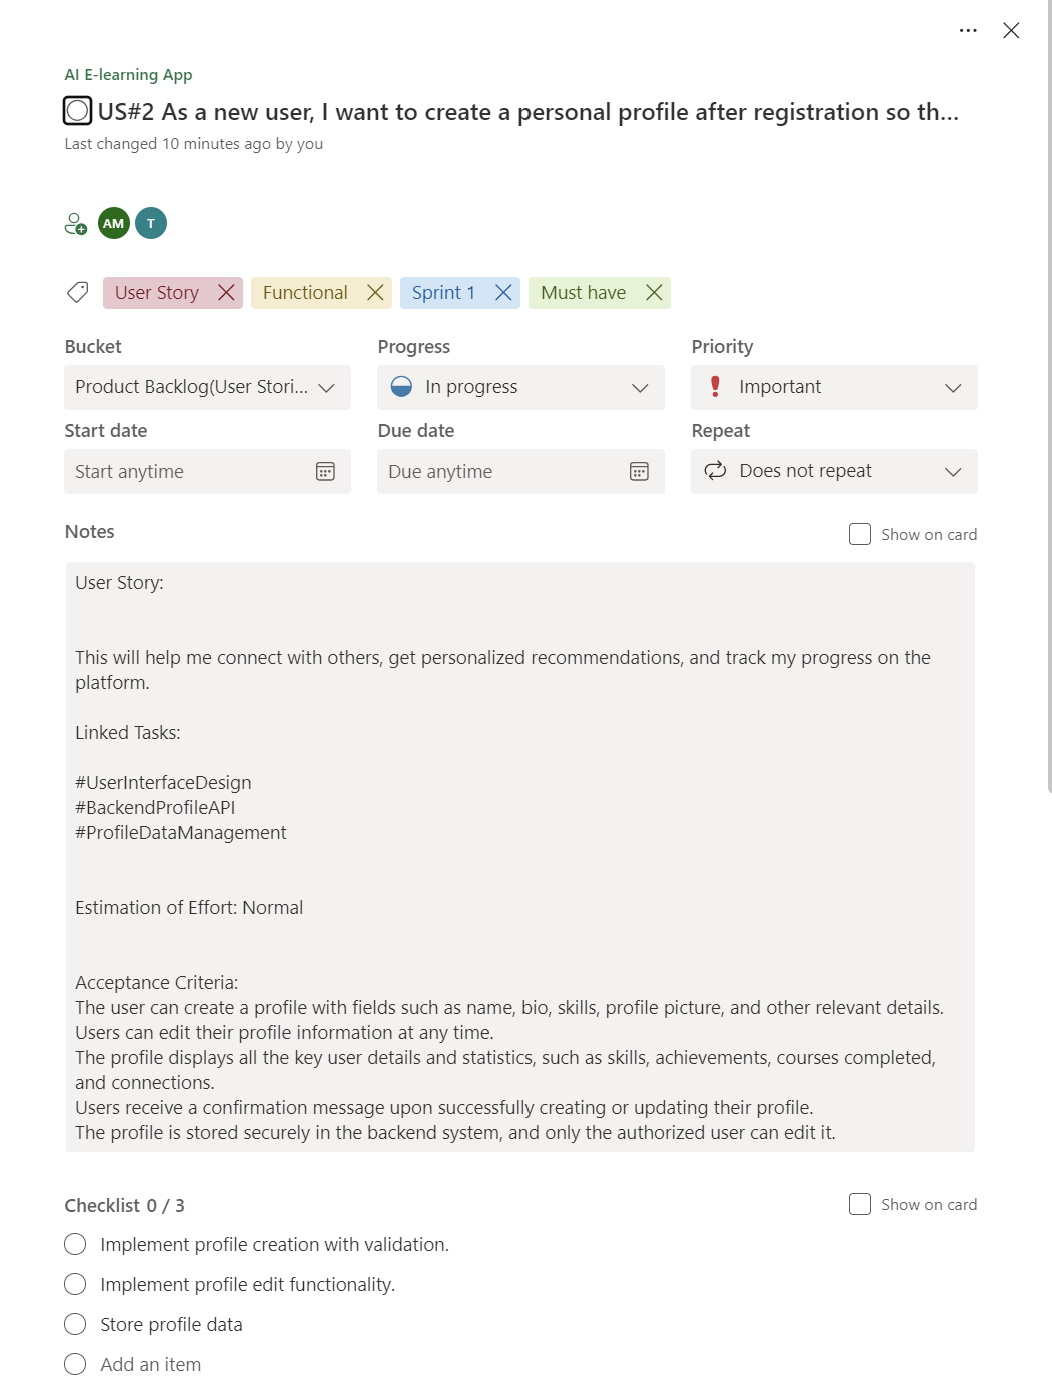 AI E-learning App
US#2 As a new user, I want to create a personal profile after registration so th...
Last changed 10 minutes ago by you
AM
T
User Story
Functional
Sprint 1
Must have
Bucket
Progress
Priority
Product Backlog(User Stori...
In progress
Important
Start date
Due date
Repeat
Start anytime
Due anytime
Does not repeat
Notes
Show on card
User Story:
This will help me connect with others, get personalized recommendations, and track my progress on the
platform.
Linked Tasks:
#UserInterfaceDesign
#BackendProfileAPI
#ProfileDataManagement
Estimation of Effort: Normal
Acceptance Criteria:
The user can create a profile with fields such as name, bio, skills, profile picture, and other relevant details.
Users can edit their profile information at any time.
The profile displays all the key user details and statistics, such as skills, achievements, courses completed,
and connections.
Users receive a confirmation message upon successfully creating or updating their profile.
The profile is stored securely in the backend system, and only the authorized user can edit it.
Checklist 0 / 3
Show on card
Implement profile creation with validation.
Implement profile edit functionality.
Store profile data
Add an item